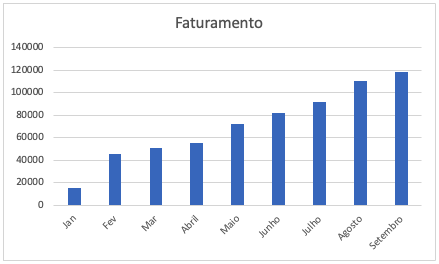 Faturamento
140000
120000
100000
80000
60000
40000
20000
0
Jan
Fev
Mar
Abril
Maio
Junho
Julho
Agosto
Setembro